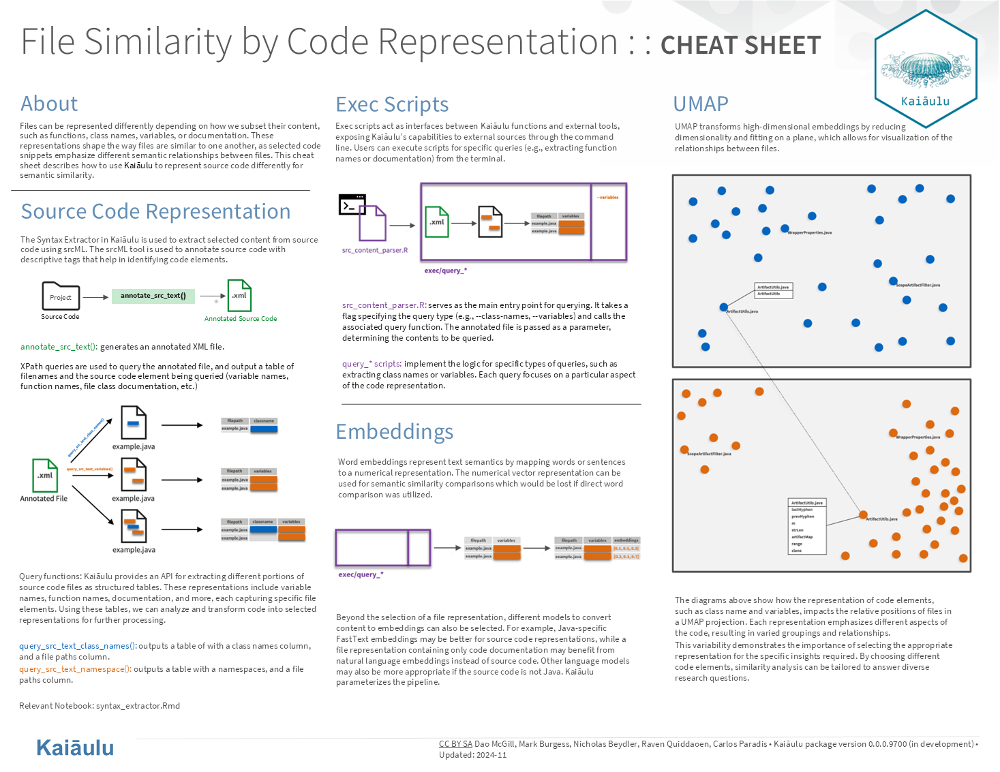 File Similarity by Code Representation : : CHEAT SHEET
Kaiāulu
About
Files can be represented differently depending on how we subset their content,
such as functions, class names, variables, or documentation. These
representations shape the way files are similar to one another, as selected code
snippets emphasize different semantic relationships between files. This cheat
sheet describes how to use Kaiāulu to represent source code differently for
semantic similarity.
Source Code Representation
The Syntax Extractor in Kaiāulu is used to extract selected content from source
code using srcML. The srcML tool is used to annotate source code with
descriptive tags that help in identifying code elements.
Project
Source Code
annotate_src_text()
.xml
Annotated Source Code
annotate_src_text(): generates an annotated XML file.
XPath queries are used to query the annotated file, and output a table of
filenames and the source code element being queried (variable names,
function names, file class documentation, etc.)
.xml
Annotated File
query_src_text_class_names()
query_src_text_variables()
example.java
filepath classname
example.java
example.java
filepath variables
example.java
example.java
example.java
filepath classname variables
example.java
example.java
Query functions: Kaiāulu provides an API for extracting different portions of
source code files as structured tables. These representations include variable
names, function names, documentation, and more, each capturing specific file
elements. Using these tables, we can analyze and transform code into selected
representations for further processing.
query_src_text_class_names(): outputs a table of with a class names column,
and a file paths column.
query_src_text_namespace(): outputs a table with a namespaces, and a file
paths column.
Relevant Notebook: syntax_extractor.Rmd
Exec Scripts
Exec scripts act as interfaces between Kaiāulu functions and external tools,
exposing Kaiāulu's capabilities to external sources through the command
line. Users can execute scripts for specific queries (e.g., extracting function
names or documentation) from the terminal.
src_content_parser.R
.xml
filepath variables
example.java
example.java
--variables
exec/query_*
src_content_parser.R: serves as the main entry point for querying. It takes a
flag specifying the query type (e.g., --class-names, --variables) and calls the
associated query function. The annotated file is passed as a parameter,
determining the contents to be queried.
query_* scripts: implement the logic for specific types of queries, such as
extracting class names or variables. Each query focuses on a particular aspect
of the code representation.
Embeddings
Word embeddings represent text semantics by mapping words or sentences
to a numerical representation. The numerical vector representation can be
used for semantic similarity comparisons which would be lost if direct word
comparison was utilized.
exec/query_*
filepath variables
example.java
example.java
filepath variables embeddings
example.java [0.1, 0.5, 0.3]
example.java [0.2, 0.1, 0.7]
Beyond the selection of a file representation, different models to convert
content to embeddings can also be selected. For example, Java-specific
FastText embeddings may be better for source code representations, while a
file representation containing only code documentation may benefit from
natural language embeddings instead of source code. Other language models
may also be more appropriate if the source code is not Java. Kaiāulu
parameterizes the pipeline.
UMAP
UMAP transforms high-dimensional embeddings by reducing
dimensionality and fitting on a plane, which allows for visualization of the
relationships between files.
WrapperProperties.java
ScopeArtifactFilter.java
ArtifactUtils.java
ArtifactUtils
ArtifactUtils.java
WrapperProperties.java
ScopeArtifactFilter.java
ArtifactUtils.java
lastHyphen
prevHyphen
m
strLen
artifactMap
range
clone
ArtifactUtils.java
The diagrams above show how the representation of code elements,
such as class name and variables, impacts the relative positions of files in
a UMAP projection. Each representation emphasizes different aspects of
the code, resulting in varied groupings and relationships.
This variability demonstrates the importance of selecting the appropriate
representation for the specific insights required. By choosing different
code elements, similarity analysis can be tailored to answer diverse
research questions.
Kaiāulu
CC BY SA Dao McGill, Mark Burgess, Nicholas Beydler, Raven Quiddaoen, Carlos Paradis • Kaiāulu package version 0.0.0.9700 (in development) •
Updated: 2024-11